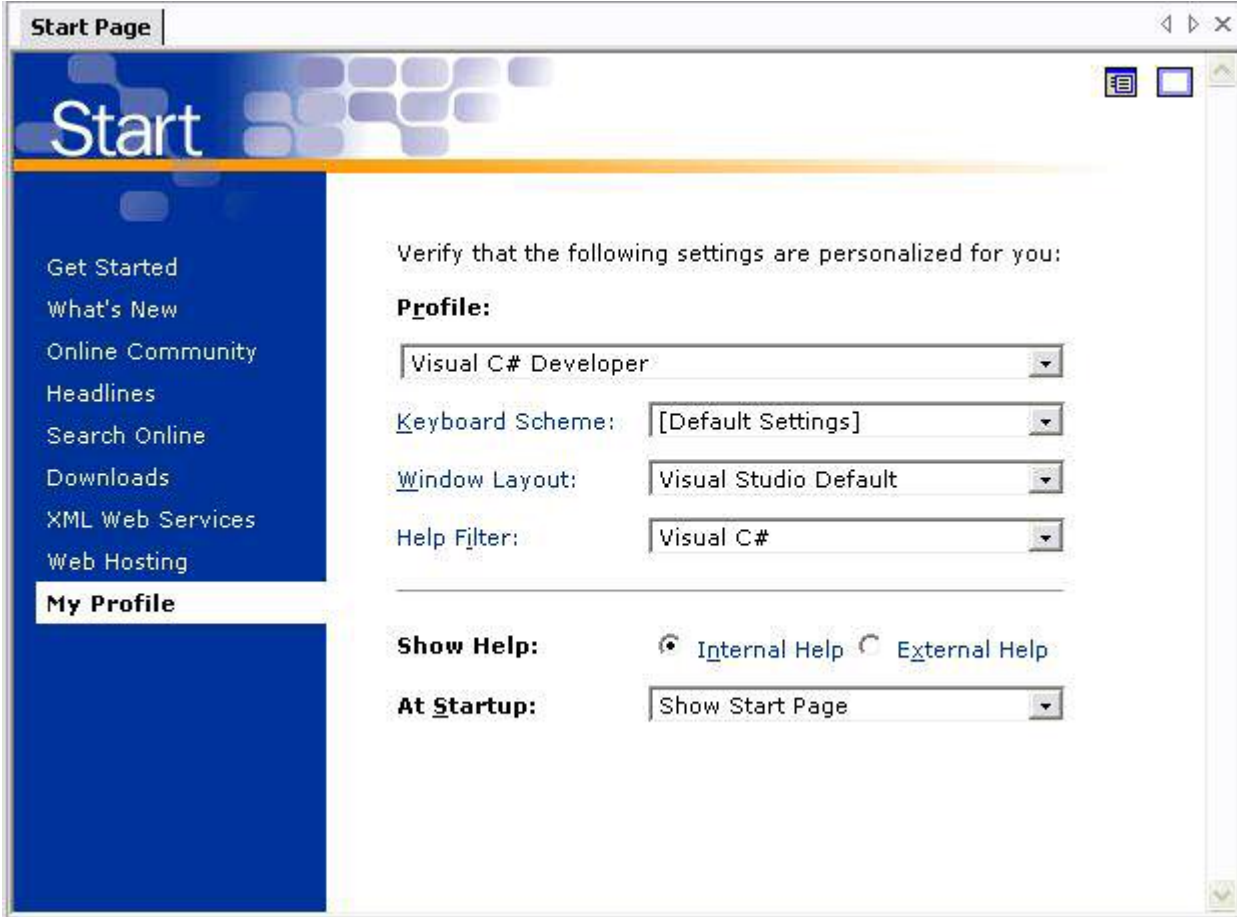 Start Page
Start
Get Started
What's New
Online Community
Headlines
Search Online
Downloads
XML Web Services
Web Hosting
My Profile
Verify that the following settings are personalized for you:
Profile:
Visual C# Developer
Keyboard Scheme: [Default Settings]
Window Layout: Visual Studio Default
Help Filter: Visual C#
Show Help: Internal Help External Help
At Startup: Show Start Page